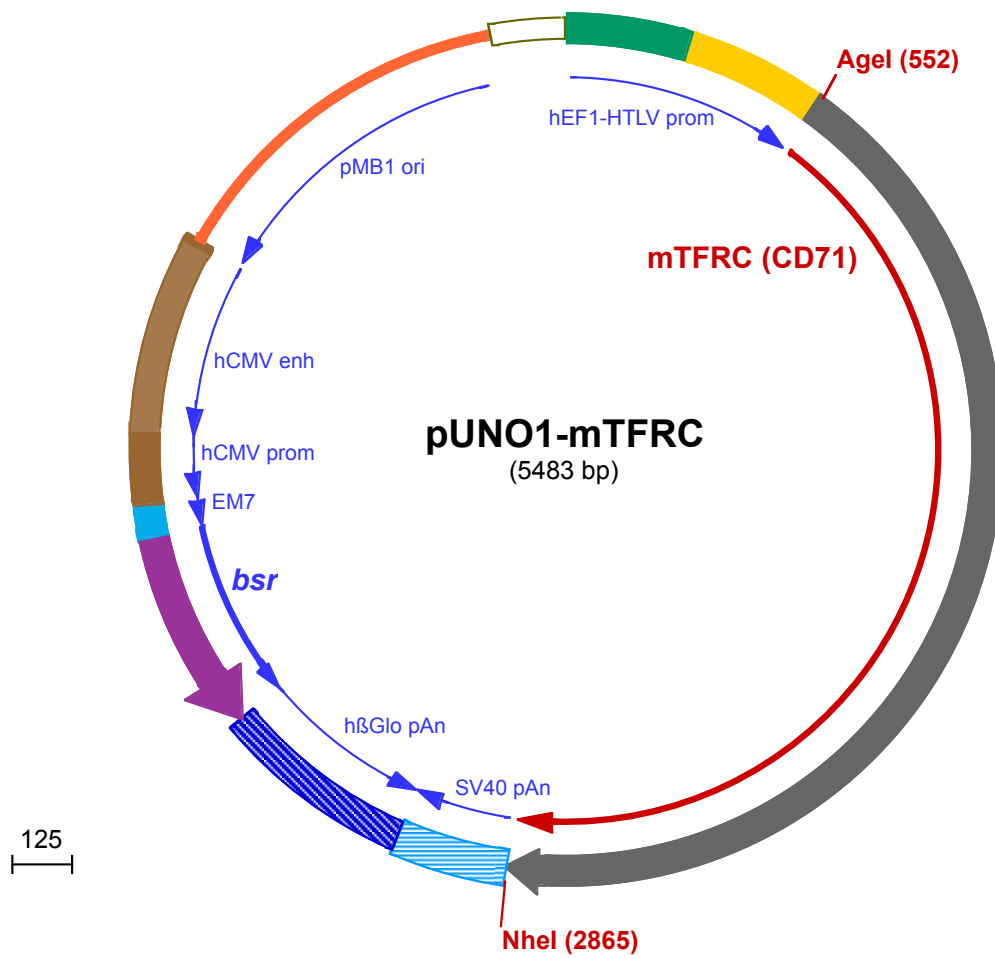 AgeI (552)
hEF1-HTLV prom
pMB1 ori
mTFRC (CD71)
hCMV enh
pUNO1-mTFRC
(5483 bp)
hCMV prom
EM7
bsr
hßGlo pAn
SV40 pAn
125
NheI (2865)